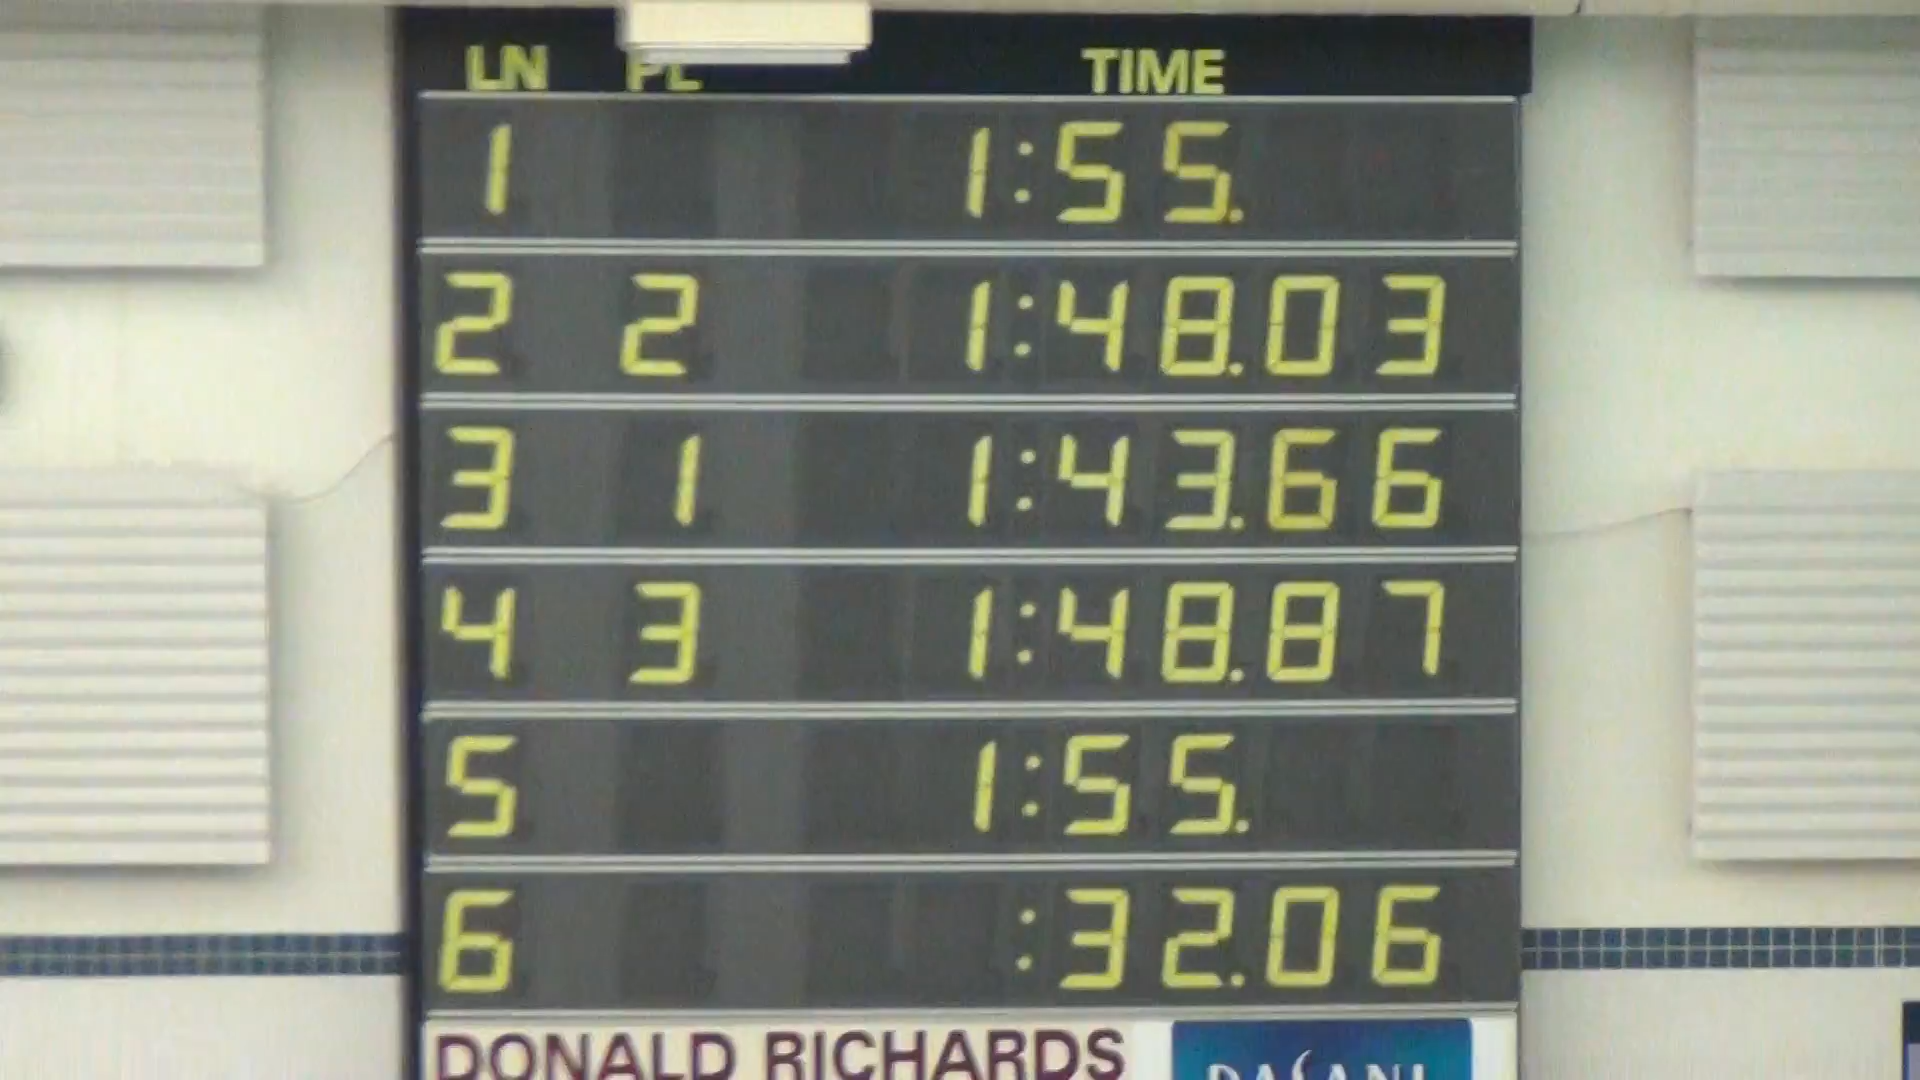 LN PL TIME
1 1:55.
2 2 1:48.03
3 1 1:43.66
4 3 1:48.87
5 1:55.
6 :32.06
DONALD RICHARDS DASANI